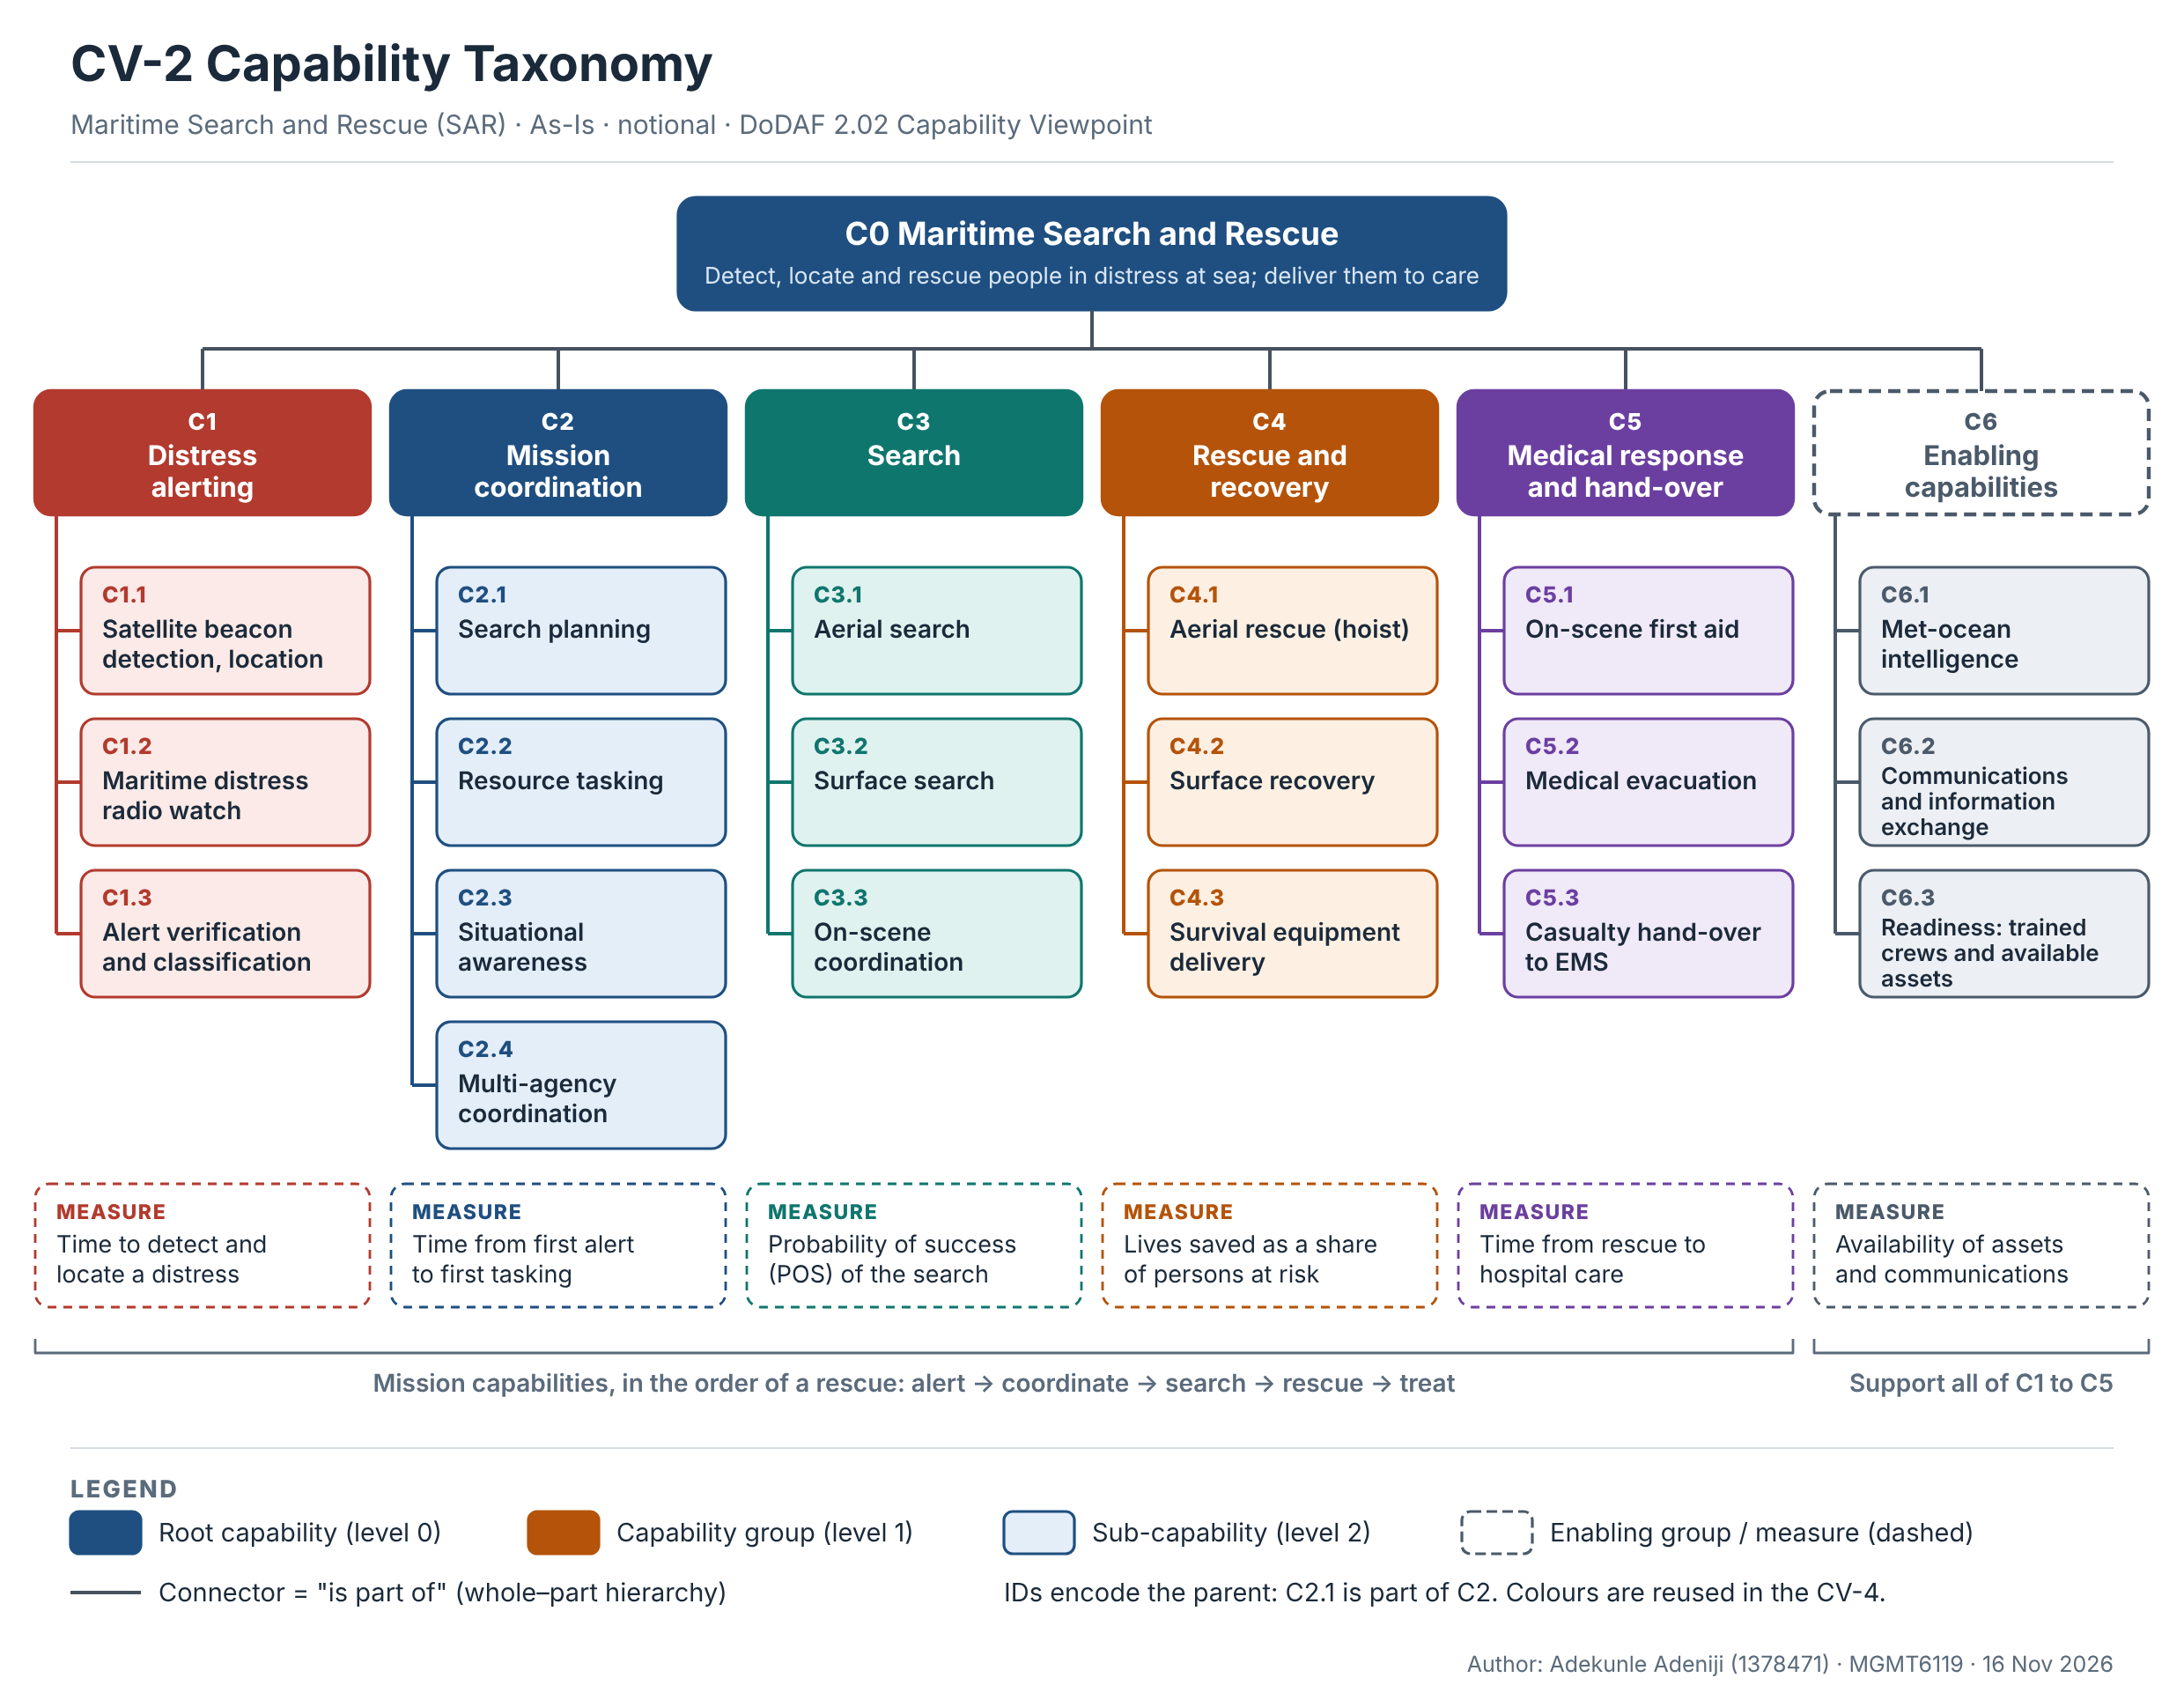 CV-2 Capability Taxonomy
Maritime Search and Rescue (SAR) · As-Is · notional · DoDAF 2.02 Capability Viewpoint
C0 Maritime Search and Rescue
Detect, locate and rescue people in distress at sea; deliver them to care
C1
Distress
alerting
C1.1
Satellite beacon
detection, location
C1.2
Maritime distress
radio watch
C1.3
Alert verification
and classification
C2
Mission
coordination
C2.1
Search planning
C2.2
Resource tasking
C2.3
Situational
awareness
C2.4
Multi-agency
coordination
C3
Search
C3.1
Aerial search
C3.2
Surface search
C3.3
On-scene
coordination
C4
Rescue and
recovery
C4.1
Aerial rescue (hoist)
C4.2
Surface recovery
C4.3
Survival equipment
delivery
C5
Medical response
and hand-over
C5.1
On-scene first aid
C5.2
Medical evacuation
C5.3
Casualty hand-over
to EMS
C6
Enabling
capabilities
C6.1
Met-ocean
intelligence
C6.2
Communications
and information
exchange
C6.3
Readiness: trained
crews and available
assets
MEASURE
Time to detect and
locate a distress
MEASURE
Time from first alert
to first tasking
MEASURE
Probability of success
(POS) of the search
MEASURE
Lives saved as a share
of persons at risk
MEASURE
Time from rescue to
hospital care
MEASURE
Availability of assets
and communications
Mission capabilities, in the order of a rescue: alert → coordinate → search → rescue → treat
Support all of C1 to C5
LEGEND
Root capability (level 0)
Capability group (level 1)
Sub-capability (level 2)
Enabling group / measure (dashed)
Connector = "is part of" (whole–part hierarchy)
IDs encode the parent: C2.1 is part of C2. Colours are reused in the CV-4.
Author: Adekunle Adeniji (1378471) · MGMT6119 · 16 Nov 2026